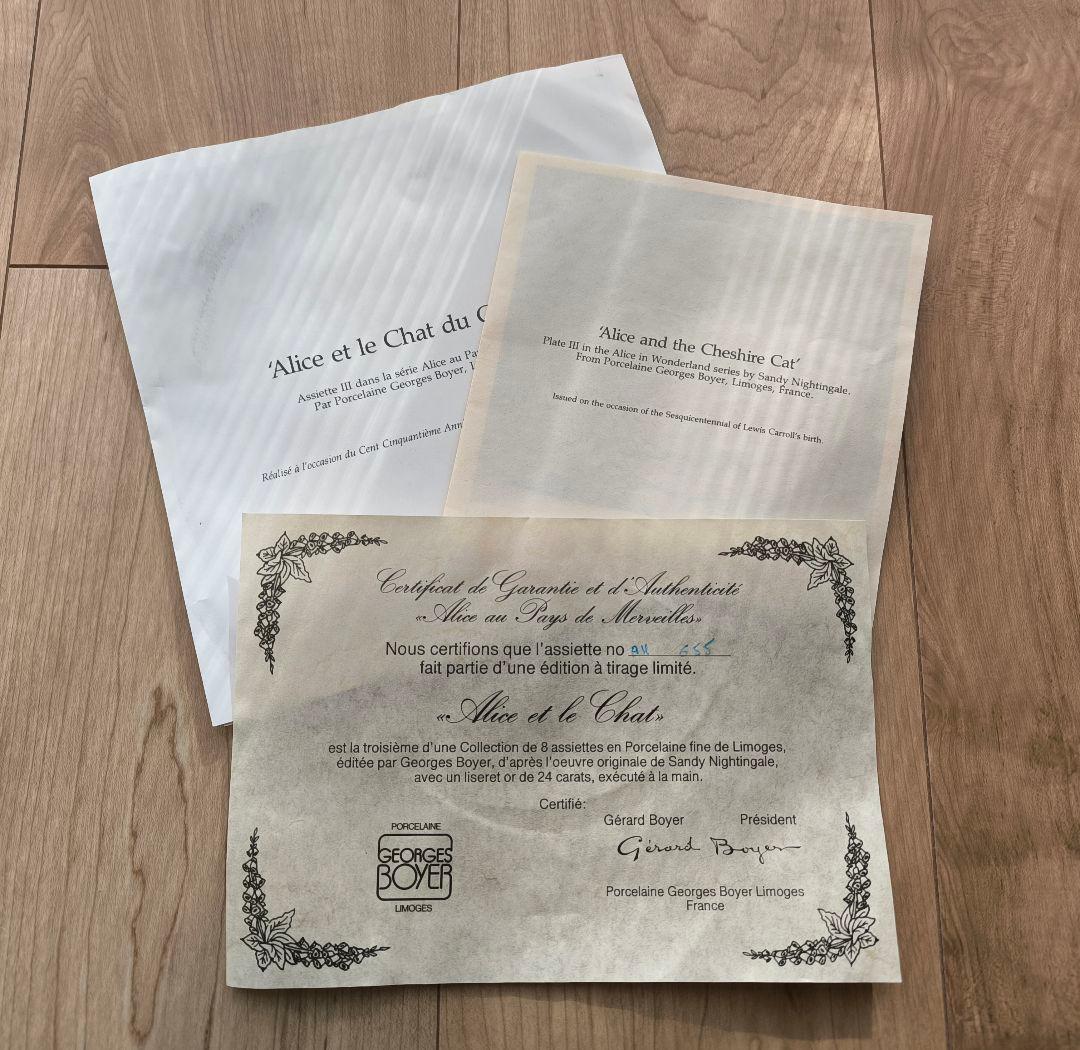 'Alice et le Chat du
Assiette III dans la série Alice au
Par Porcelaine Georges Boyer,
Réalisé à l'occasion du Cent Cinquantième
'Alice and the Cheshire Cat'
Plate III in the Alice in Wonderland series by Sandy Nightingale.
From Porcelaine Georges Boyer, Limoges, France.
Issued on the occasion of the Sesquicentennial of Lewis Carroll's birth.
Certificat de Garantie et d'Authenticité
«Alice au Pays de Merveilles»
Nous certifions que l'assiette no
fait partie d'une édition à tirage limité.
«Alice et le Chat»
est la troisième d'une Collection de 8 assiettes en Porcelaine fine de Limoges,
éditée par Georges Boyer, d'après l'oeuvre originale de Sandy Nightingale,
avec un liseret or de 24 carats, exécuté à la main.
Certifié:
Gérard Boyer Président
Gérard Boyer
Porcelaine Georges Boyer Limoges
France
PORCELAINE
GEORGES
BOYER
LIMOGES